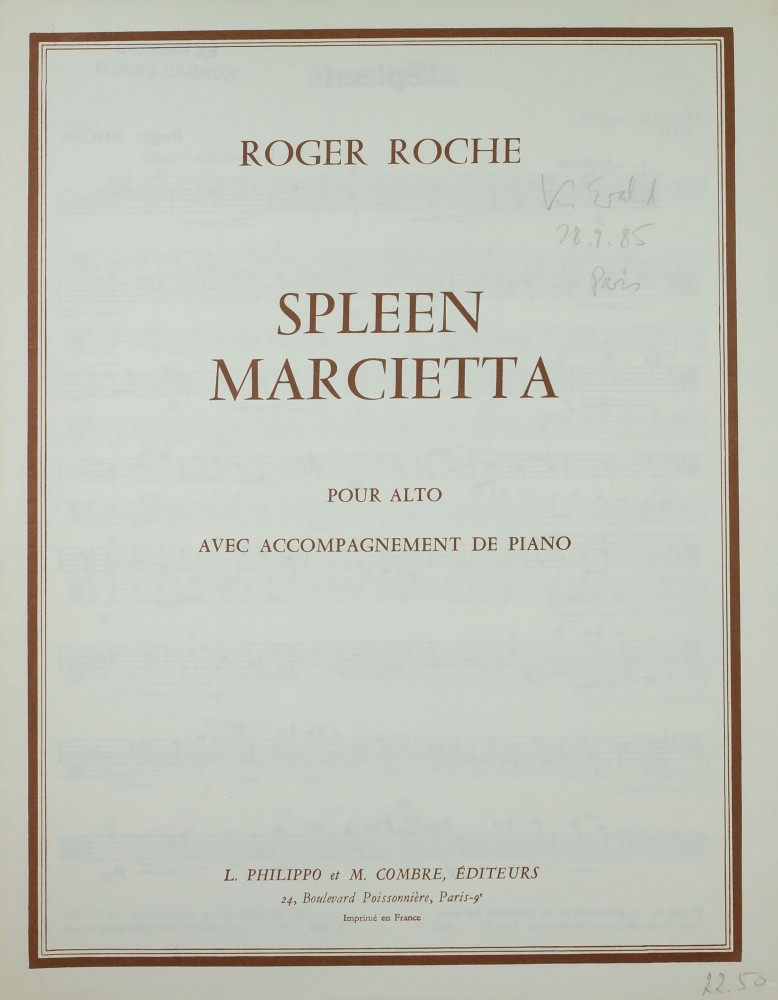 ROGER ROCHE
28.9.85
Paris
SPLEEN
MARCIETTA
POUR ALTO
AVEC ACCOMPAGNEMENT DE PIANO
L. PHILIPPO et M. COMBRE, ÉDITEURS
24, Boulevard Poissonnière, Paris-9ᵉ
Imprimé en France
22.50